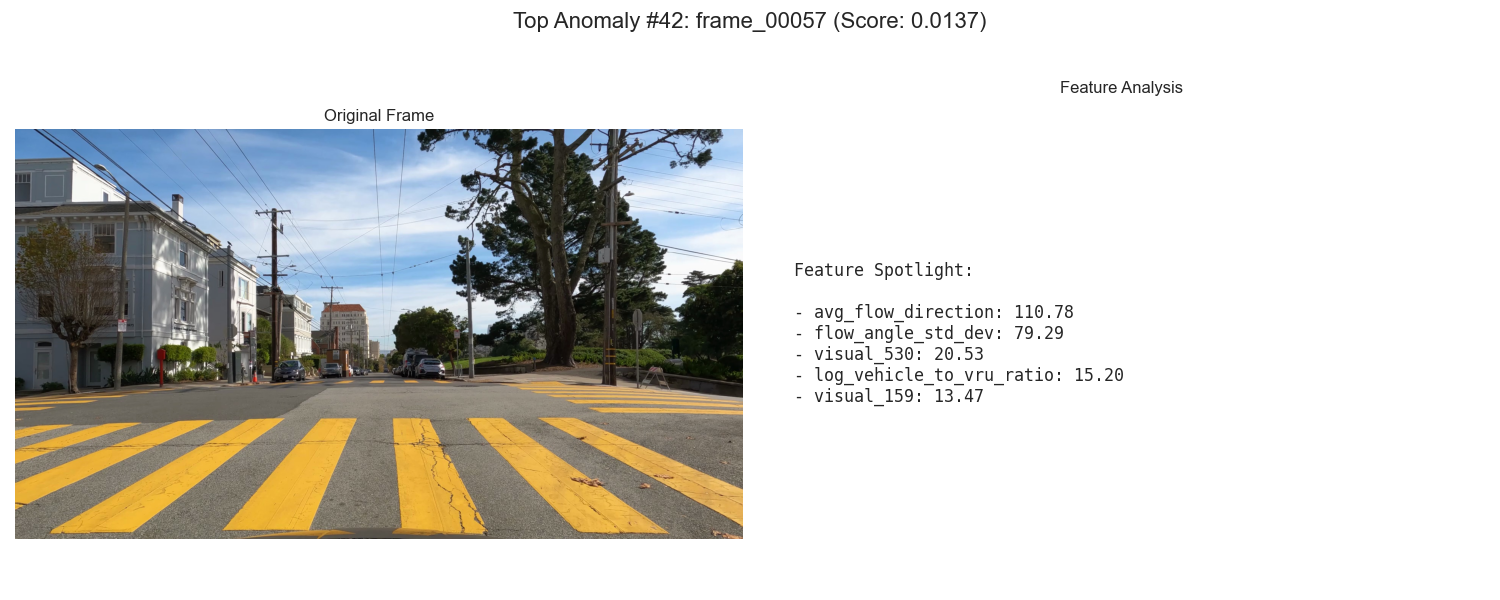 Top Anomaly #42: frame_00057 (Score: 0.0137)
Original Frame
Feature Analysis
Feature Spotlight:
- avg_flow_direction: 110.78
- flow_angle_std_dev: 79.29
- visual_530: 20.53
- log_vehicle_to_vru_ratio: 15.20
- visual_159: 13.47